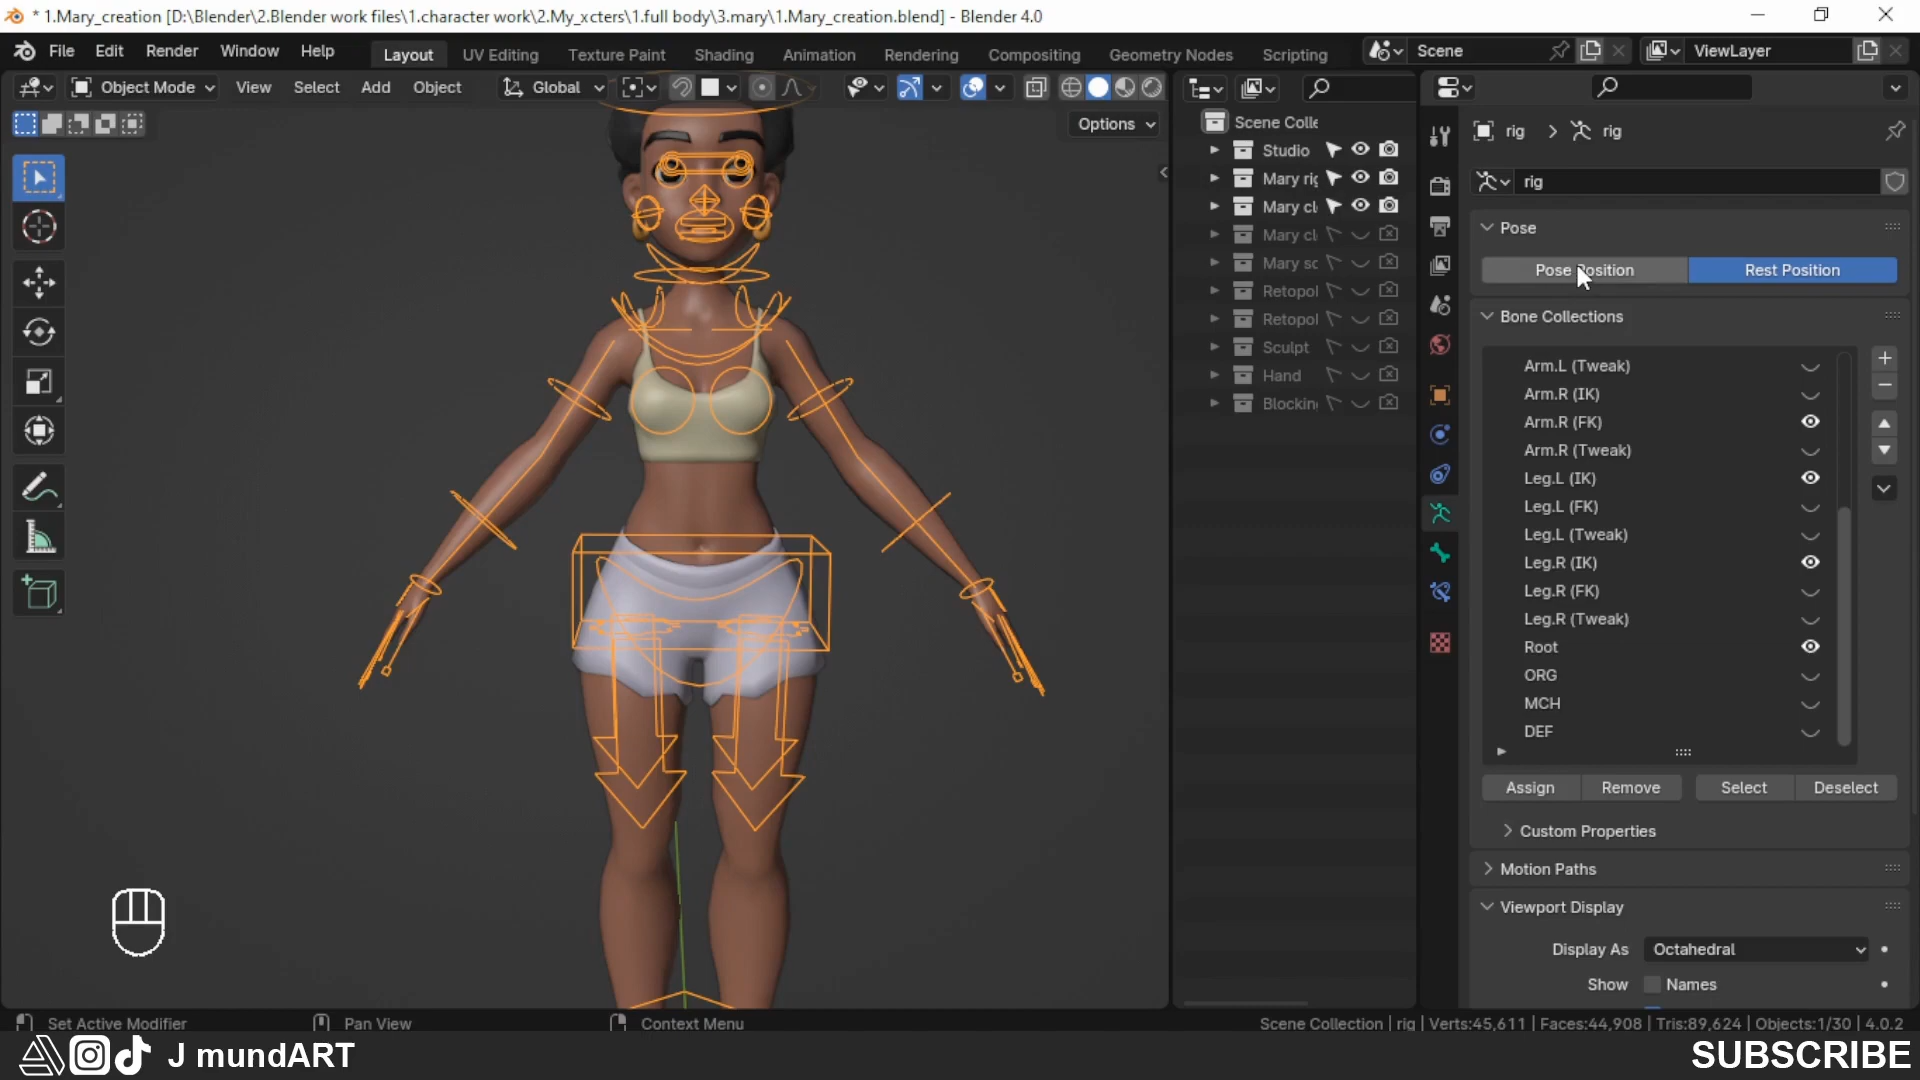 * 1.Mary_creation [D:\Blender\2.Blender work files\1.character work\2.My_xcters\1.full body\3.mary\1.Mary_creation.blend] - Blender 4.0
File Edit Render Window Help Layout UV Editing Texture Paint Shading Animation Rendering Compositing Geometry Nodes Scripting Scene ViewLayer
Object Mode View Select Add Object Global
Options
Scene Colle
Studio
Mary rig
Mary cl
Mary cl
Mary sc
Retopol
Retopol
Sculpt
Hand
Blocking
rig rig
rig
Pose
Pose Position Rest Position
Bone Collections
Arm.L (Tweak)
Arm.R (IK)
Arm.R (FK)
Arm.R (Tweak)
Leg.L (IK)
Leg.L (FK)
Leg.L (Tweak)
Leg.R (IK)
Leg.R (FK)
Leg.R (Tweak)
Root
ORG
MCH
DEF
Assign Remove Select Deselect
Custom Properties
Motion Paths
Viewport Display
Display As Octahedral
Show Names
Set Active Modifier Pan View Context Menu Scene Collection | rig | Verts:45,611 | Faces:44,908 | Tris:89,624 | Objects:1/30 | 4.0.2
J mundART SUBSCRIBE